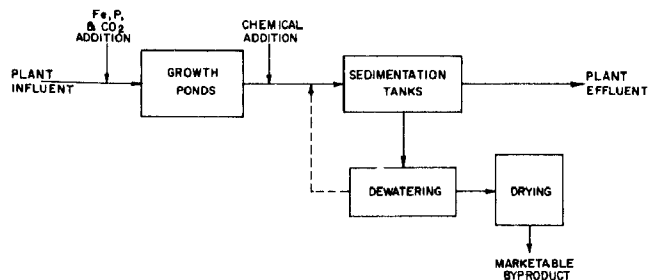 Fe, P,
& CO2
ADDITION
CHEMICAL
ADDITION
PLANT
INFLUENT
GROWTH
PONDS
SEDIMENTATION
TANKS
PLANT
EFFLUENT
DEWATERING
DRYING
MARKETABLE
BYPRODUCT